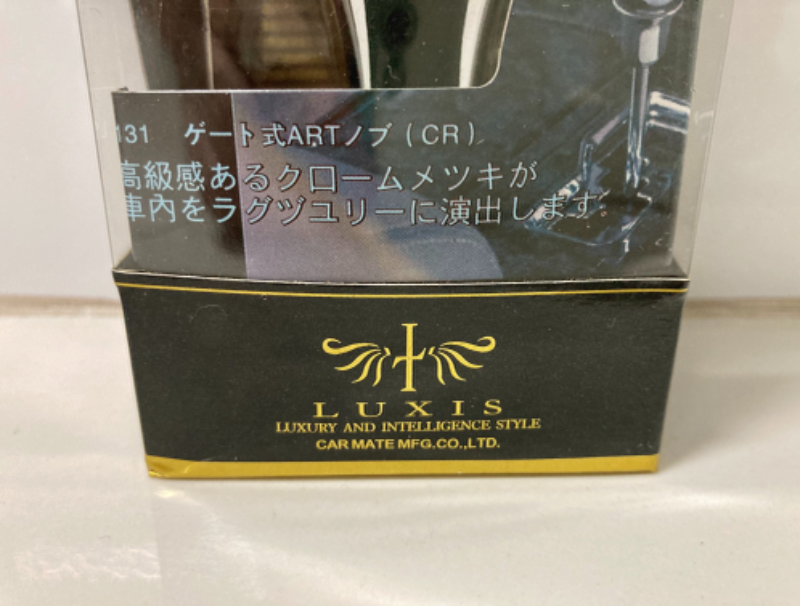 131 ゲート式ARTノブ (CR)
高級感あるクロームメツキが
車内をラグヅユリーに演出します。
LUXIS
LUXURY AND INTELLIGENCE STYLE
CAR MATE MFG.CO.,LTD.